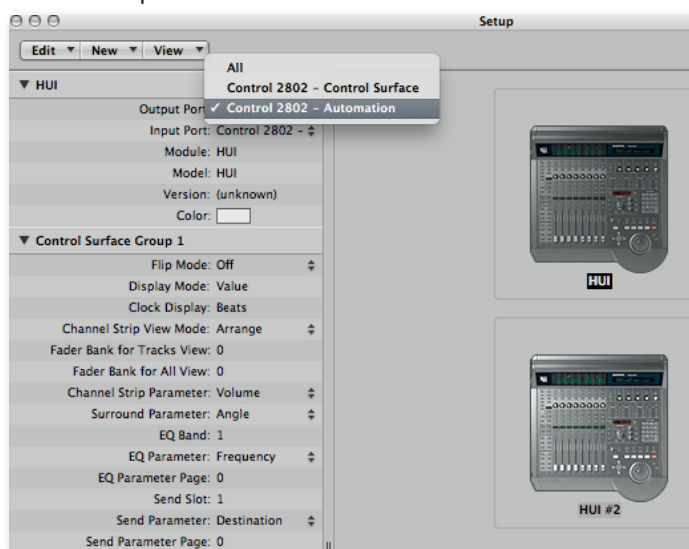 Setup
Edit New View
All
Control 2802 – Control Surface
✓ Control 2802 – Automation
HUI
Output Port
Input Port: Control 2802 –
Module: HUI
Model: HUI
Version: (unknown)
Color:
Control Surface Group 1
Flip Mode: Off
Display Mode: Value
Clock Display: Beats
Channel Strip View Mode: Arrange
Fader Bank for Tracks View: 0
Fader Bank for All View: 0
Channel Strip Parameter: Volume
Surround Parameter: Angle
EQ Band: 1
EQ Parameter: Frequency
EQ Parameter Page: 0
Send Slot: 1
Send Parameter: Destination
Send Parameter Page: 0
HUI
HUI #2